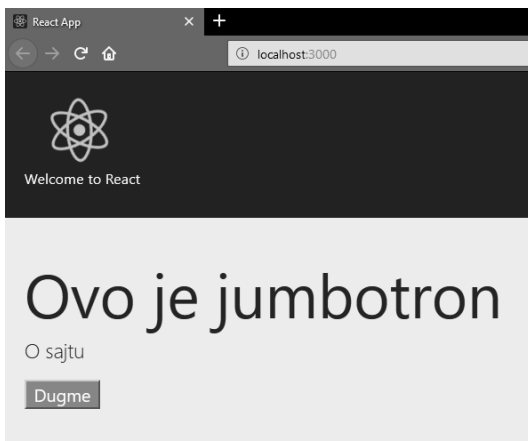 React App
localhost:3000
Welcome to React
Ovo je jumbotron
O sajtu
Dugme